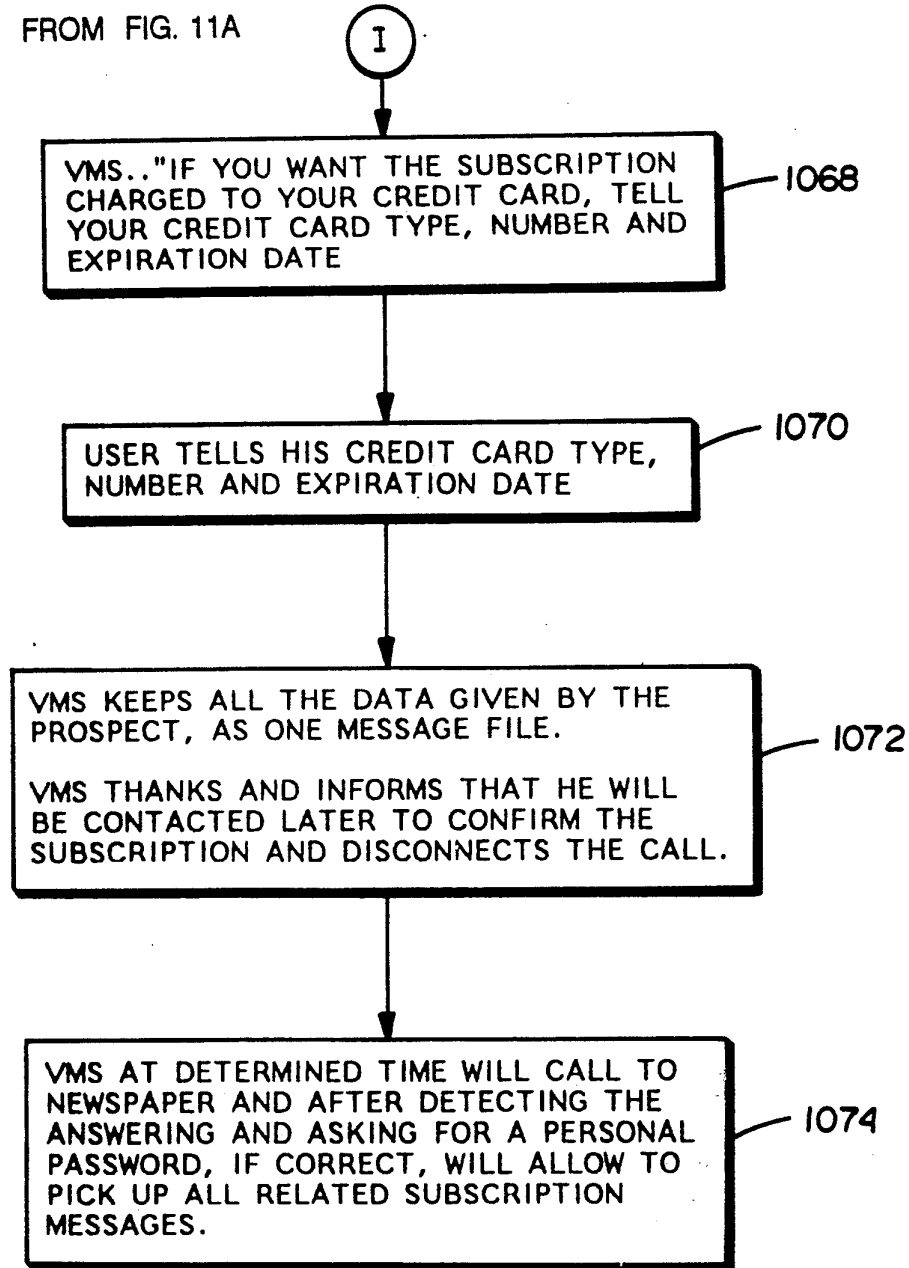 FROM FIG. 11A
I
VMS.."IF YOU WANT THE SUBSCRIPTION
CHARGED TO YOUR CREDIT CARD, TELL
YOUR CREDIT CARD TYPE, NUMBER AND
EXPIRATION DATE
1068
USER TELLS HIS CREDIT CARD TYPE,
NUMBER AND EXPIRATION DATE
1070
VMS KEEPS ALL THE DATA GIVEN BY THE
PROSPECT, AS ONE MESSAGE FILE.
VMS THANKS AND INFORMS THAT HE WILL
BE CONTACTED LATER TO CONFIRM THE
SUBSCRIPTION AND DISCONNECTS THE CALL.
1072
VMS AT DETERMINED TIME WILL CALL TO
NEWSPAPER AND AFTER DETECTING THE
ANSWERING AND ASKING FOR A PERSONAL
PASSWORD, IF CORRECT, WILL ALLOW TO
PICK UP ALL RELATED SUBSCRIPTION
MESSAGES.
1074